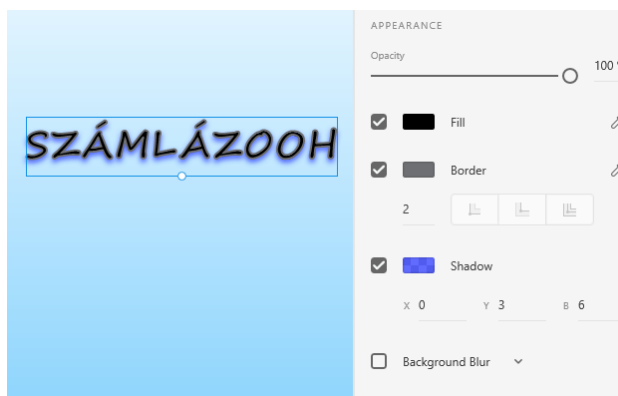 APPEARANCE
Opacity
100 %
SZÁMLÁZOOH
Fill
Border
2
Shadow
X 0 Y 3 B 6
Background Blur